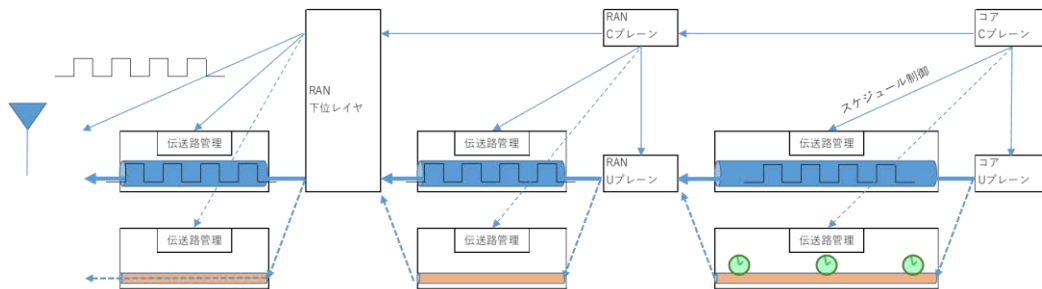 RAN
Cプレーン
コア
Cプレーン
RAN
下位レイヤ
スケジュール制御
伝送路管理
伝送路管理
伝送路管理
RAN
Uプレーン
コア
Uプレーン
伝送路管理
伝送路管理
伝送路管理